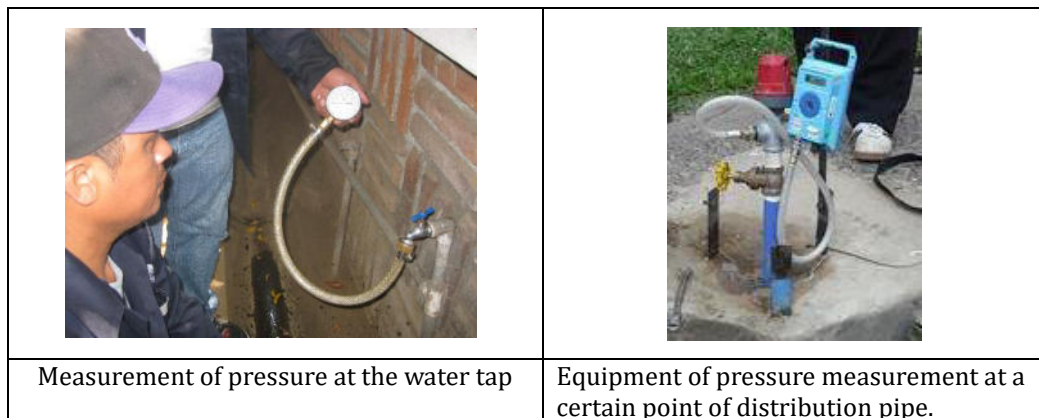 Measurement of pressure at the water tap
Equipment of pressure measurement at a
certain point of distribution pipe.